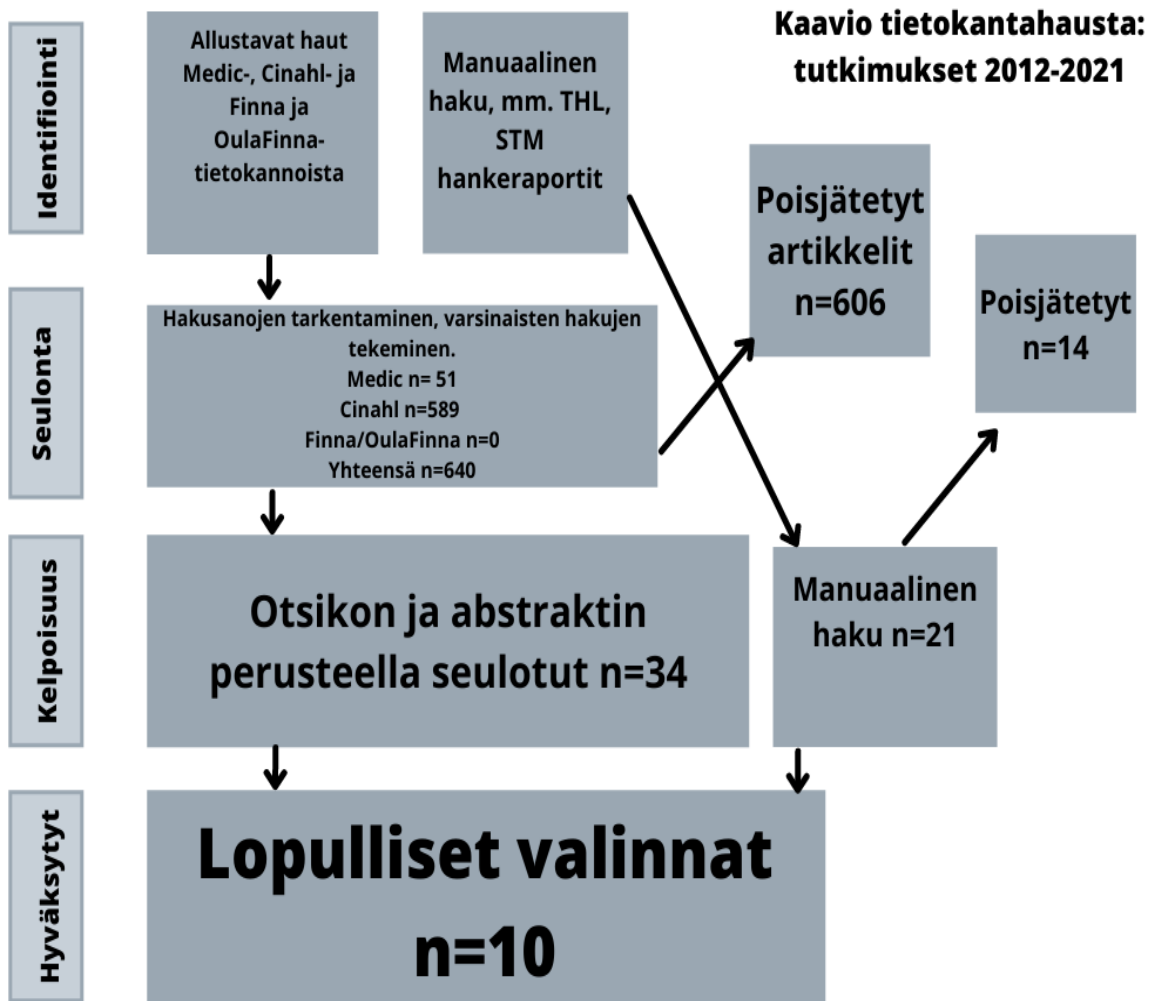 Kaavio tietokantahausta:
tutkimukset 2012-2021
Identifiointi
Allustavat haut
Medic-, Cinahl- ja
Finna ja
OulaFinna-
tietokannoista
Manuaalinen
haku, mm. THL,
STM
hankeraportit
Poisjätetyt
artikkelit
n=606
Poisjätetyt
n=14
Seulonta
Hakusanojen tarkentaminen, varsinaisten hakujen
tekeminen.
Medic n= 51
Cinahl n=589
Finna/OulaFinna n=0
Yhteensä n=640
Kelpoisuus
Otsikon ja abstraktin
perusteella seulotut n=34
Manuaalinen
haku n=21
Hyväksytyt
Lopulliset valinnat
n=10